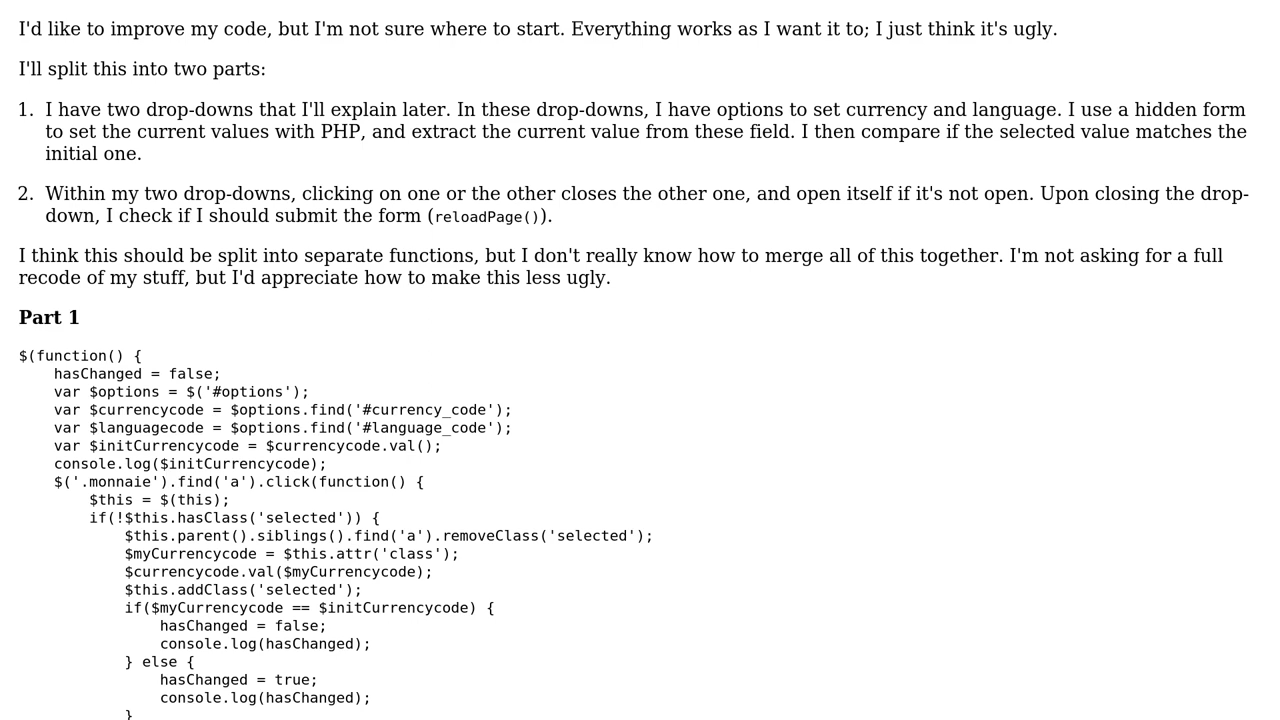 I'd like to improve my code, but I'm not sure where to start. Everything works as I want it to; I just think it's ugly.
I'll split this into two parts:
1. I have two drop-downs that I'll explain later. In these drop-downs, I have options to set currency and language. I use a hidden form
to set the current values with PHP, and extract the current value from these field. I then compare if the selected value matches the
initial one.
2. Within my two drop-downs, clicking on one or the other closes the other one, and open itself if it's not open. Upon closing the drop-
down, I check if I should submit the form (reloadPage()).
I think this should be split into separate functions, but I don't really know how to merge all of this together. I'm not asking for a full
recode of my stuff, but I'd appreciate how to make this less ugly.
Part 1
$(function() {
    hasChanged = false;
    var $options = $('#options');
    var $currencycode = $options.find('#currency_code');
    var $languagecode = $options.find('#language_code');
    var $initCurrencycode = $currencycode.val();
    console.log($initCurrencycode);
    $('.monnaie').find('a').click(function() {
        $this = $(this);
        if(!$this.hasClass('selected')) {
            $this.parent().siblings().find('a').removeClass('selected');
            $myCurrencycode = $this.attr('class');
            $currencycode.val($myCurrencycode);
            $this.addClass('selected');
            if($myCurrencycode == $initCurrencycode) {
                hasChanged = false;
                console.log(hasChanged);
            } else {
                hasChanged = true;
                console.log(hasChanged);
            }